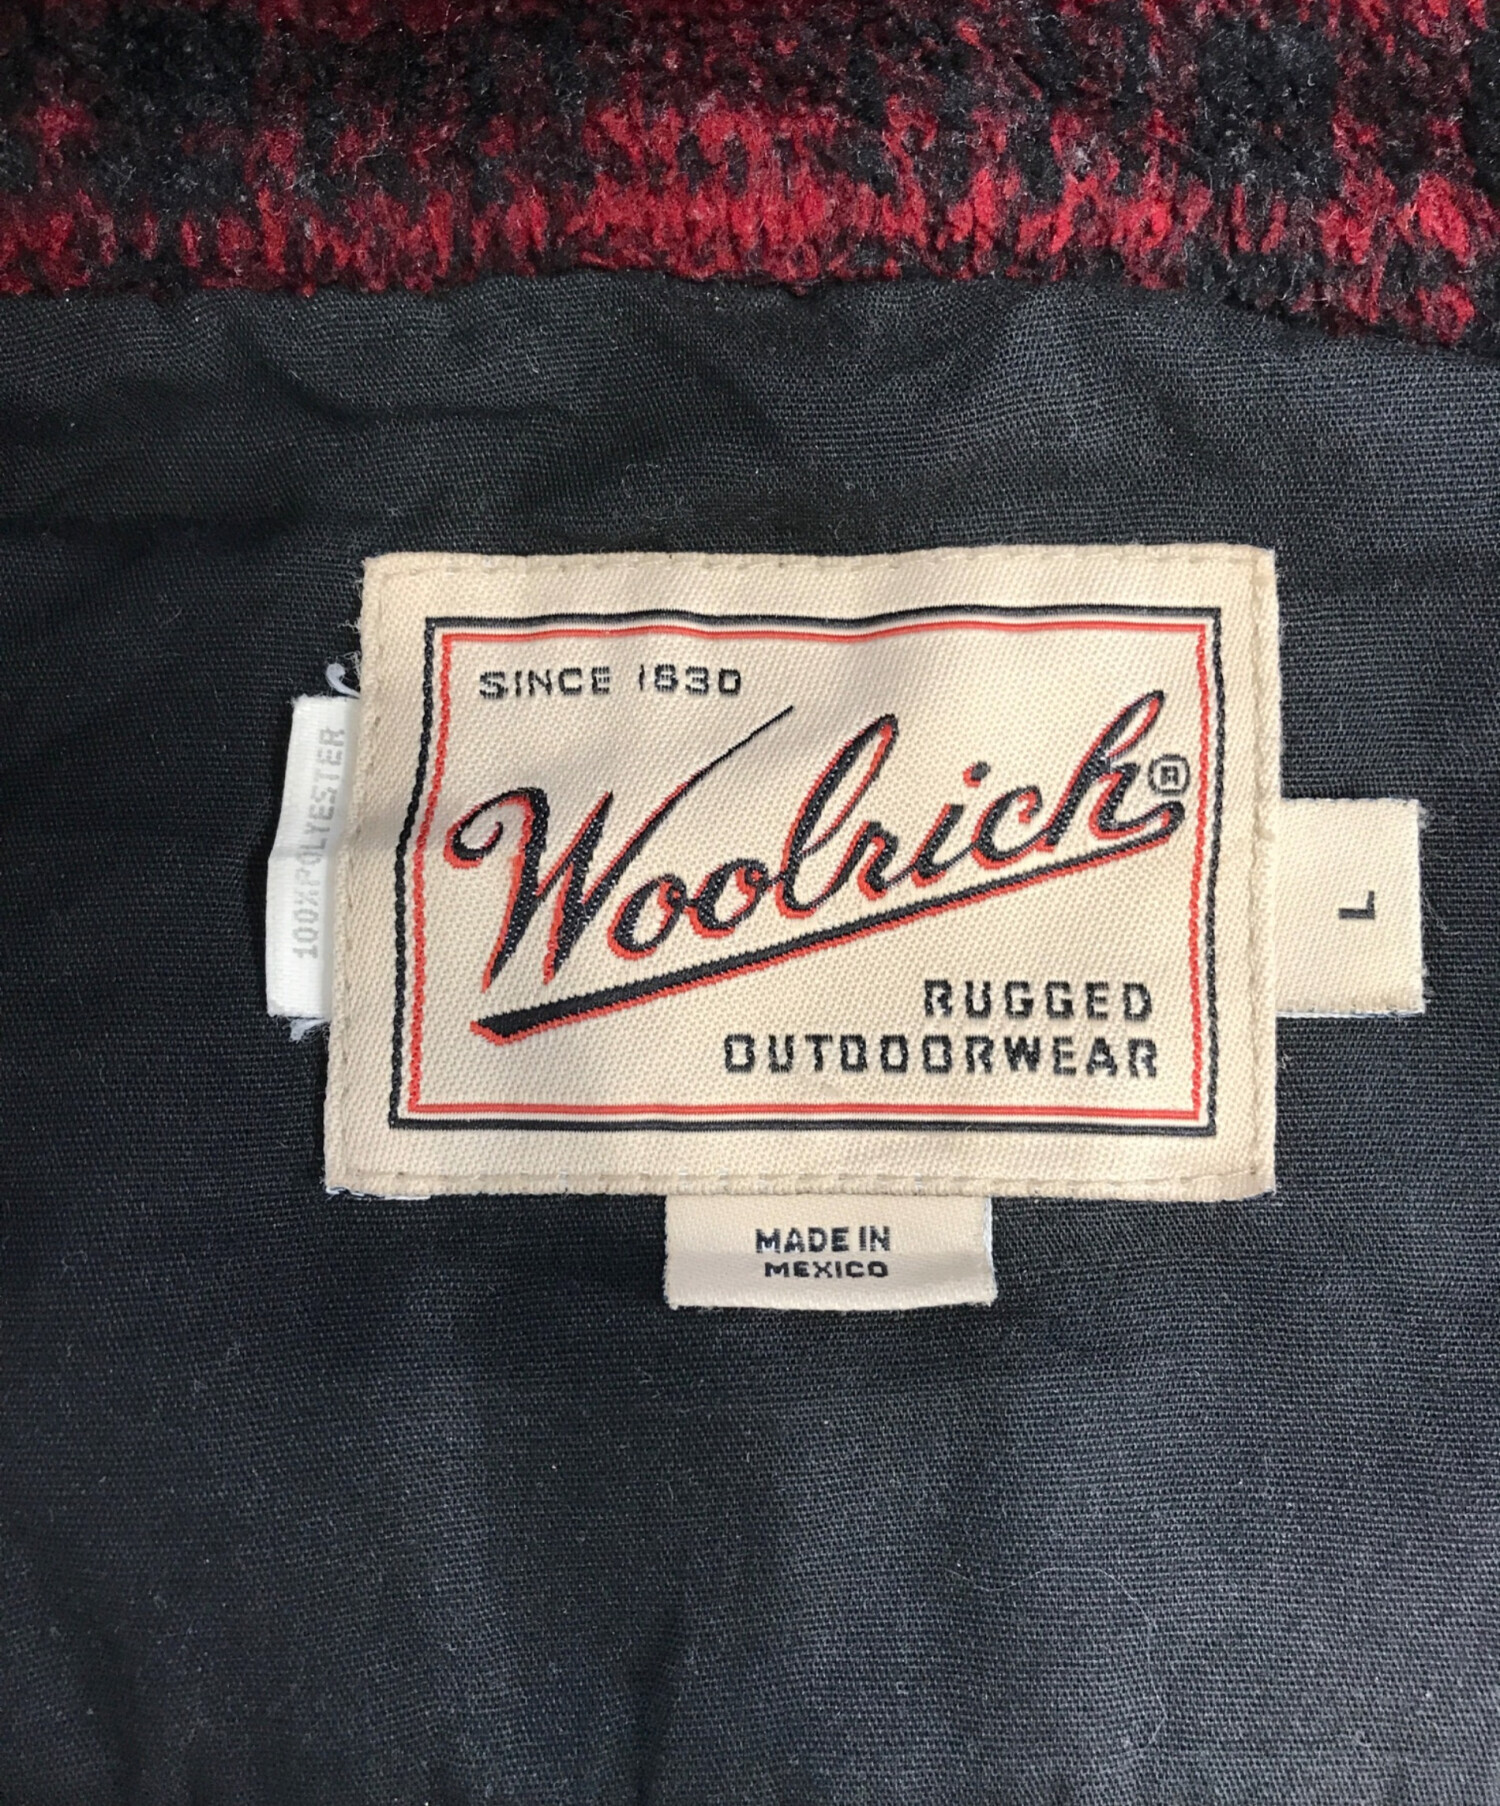 SINCE 1830
Woolrich®
RUGGED
OUTDOORWEAR
100%POLYESTER
L
MADE IN
MEXICO